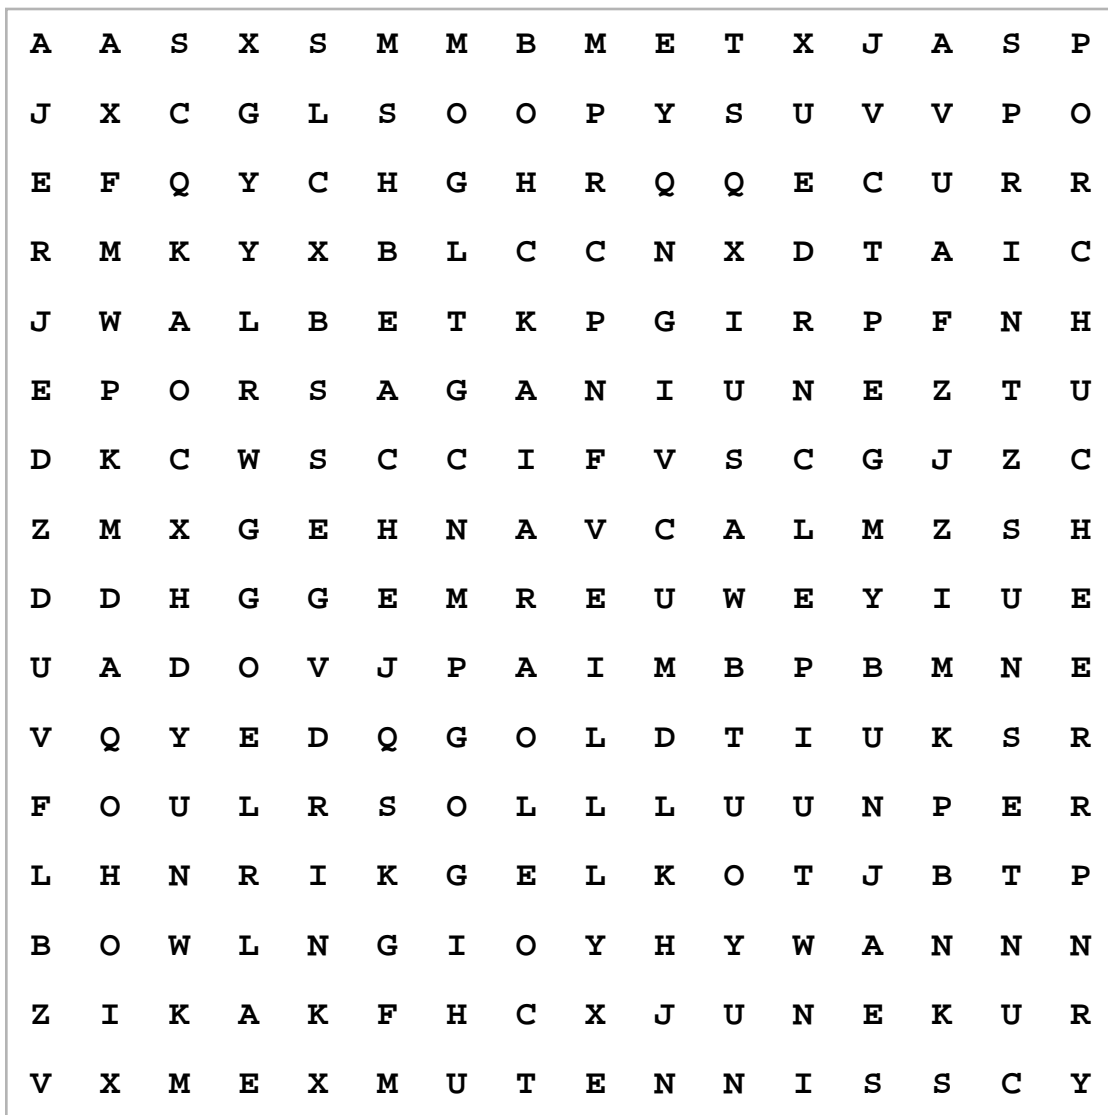 A A S X S M M B M E T X J A S P
J X C G L S O O P Y S U V V P O
E F Q Y C H G H R Q Q E C U R R
R M K Y X B L C C N X D T A I C
J W A L B E T K P G I R P F N H
E P O R S A G A N I U N E Z T U
D K C W S C C I F V S C G J Z C
Z M X G E H N A V C A L M Z S H
D D H G G E M R E U W E Y I U E
U A D O V J P A I M B P B M N E
V Q Y E D Q G O L D T I U K S R
F O U L R S O L L L U U N P E R
L H N R I K G E L K O T J B T P
B O W L N G I O Y H Y W A N N N
Z I K A K F H C X J U N E K U R
V X M E X M U T E N N I S S C Y